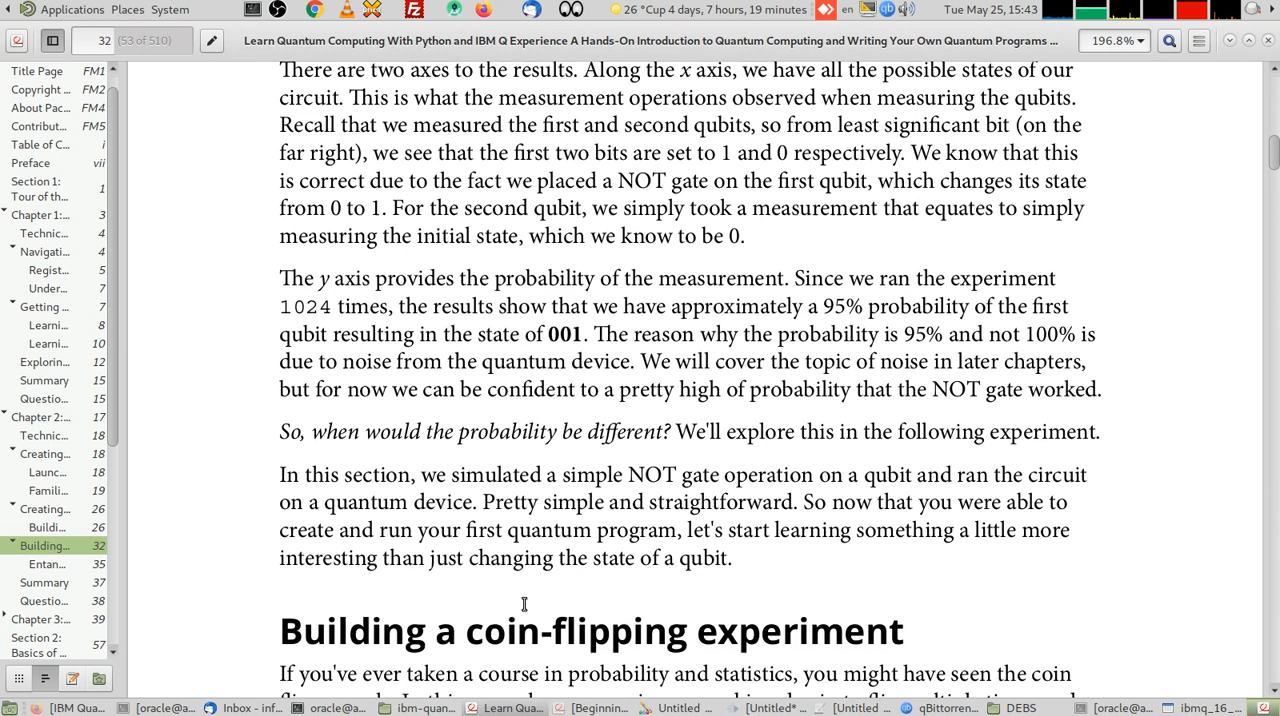 Applications Places System
26 °Cup 4 days, 7 hours, 19 minutes
en
Tue May 25, 15:43
32 (53 of 510)
Learn Quantum Computing With Python and IBM Q Experience A Hands-On Introduction to Quantum Computing and Writing Your Own Quantum Programs ...
196.8%
Title Page FM1
Copyright ... FM2
About Pac... FM4
Contribut... FM5
Table of C... i
Preface vii
Section 1:
Tour of th... 1
Chapter 1:... 3
Technic... 4
Navigati... 4
Regist... 5
Under... 7
Getting ... 7
Learni... 8
Learni... 10
Explorin... 12
Summary 15
Questio... 15
Chapter 2:... 17
Technic... 18
Creating... 18
Launc... 18
Famili... 19
Creating... 26
Buildi... 26
Building... 32
Entan... 35
Summary 37
Questio... 38
Chapter 3:... 39
Section 2:
Basics of ... 57
There are two axes to the results. Along the x axis, we have all the possible states of our
circuit. This is what the measurement operations observed when measuring the qubits.
Recall that we measured the first and second qubits, so from least significant bit (on the
far right), we see that the first two bits are set to 1 and 0 respectively. We know that this
is correct due to the fact we placed a NOT gate on the first qubit, which changes its state
from 0 to 1. For the second qubit, we simply took a measurement that equates to simply
measuring the initial state, which we know to be 0.
The y axis provides the probability of the measurement. Since we ran the experiment
1024 times, the results show that we have approximately a 95% probability of the first
qubit resulting in the state of 001. The reason why the probability is 95% and not 100% is
due to noise from the quantum device. We will cover the topic of noise in later chapters,
but for now we can be confident to a pretty high of probability that the NOT gate worked.
So, when would the probability be different? We'll explore this in the following experiment.
In this section, we simulated a simple NOT gate operation on a qubit and ran the circuit
on a quantum device. Pretty simple and straightforward. So now that you were able to
create and run your first quantum program, let's start learning something a little more
interesting than just changing the state of a qubit.
Building a coin-flipping experiment
If you've ever taken a course in probability and statistics, you might have seen the coin
[IBM Qua...
[oracle@a...
Inbox - inf...
oracle@a...
ibm-quan...
Learn Qua...
[Beginnin...
Untitled ...
[Untitled* ...
[Untitled ...
qBittorren...
DEBS
[oracle@a...
ibmq_16_...